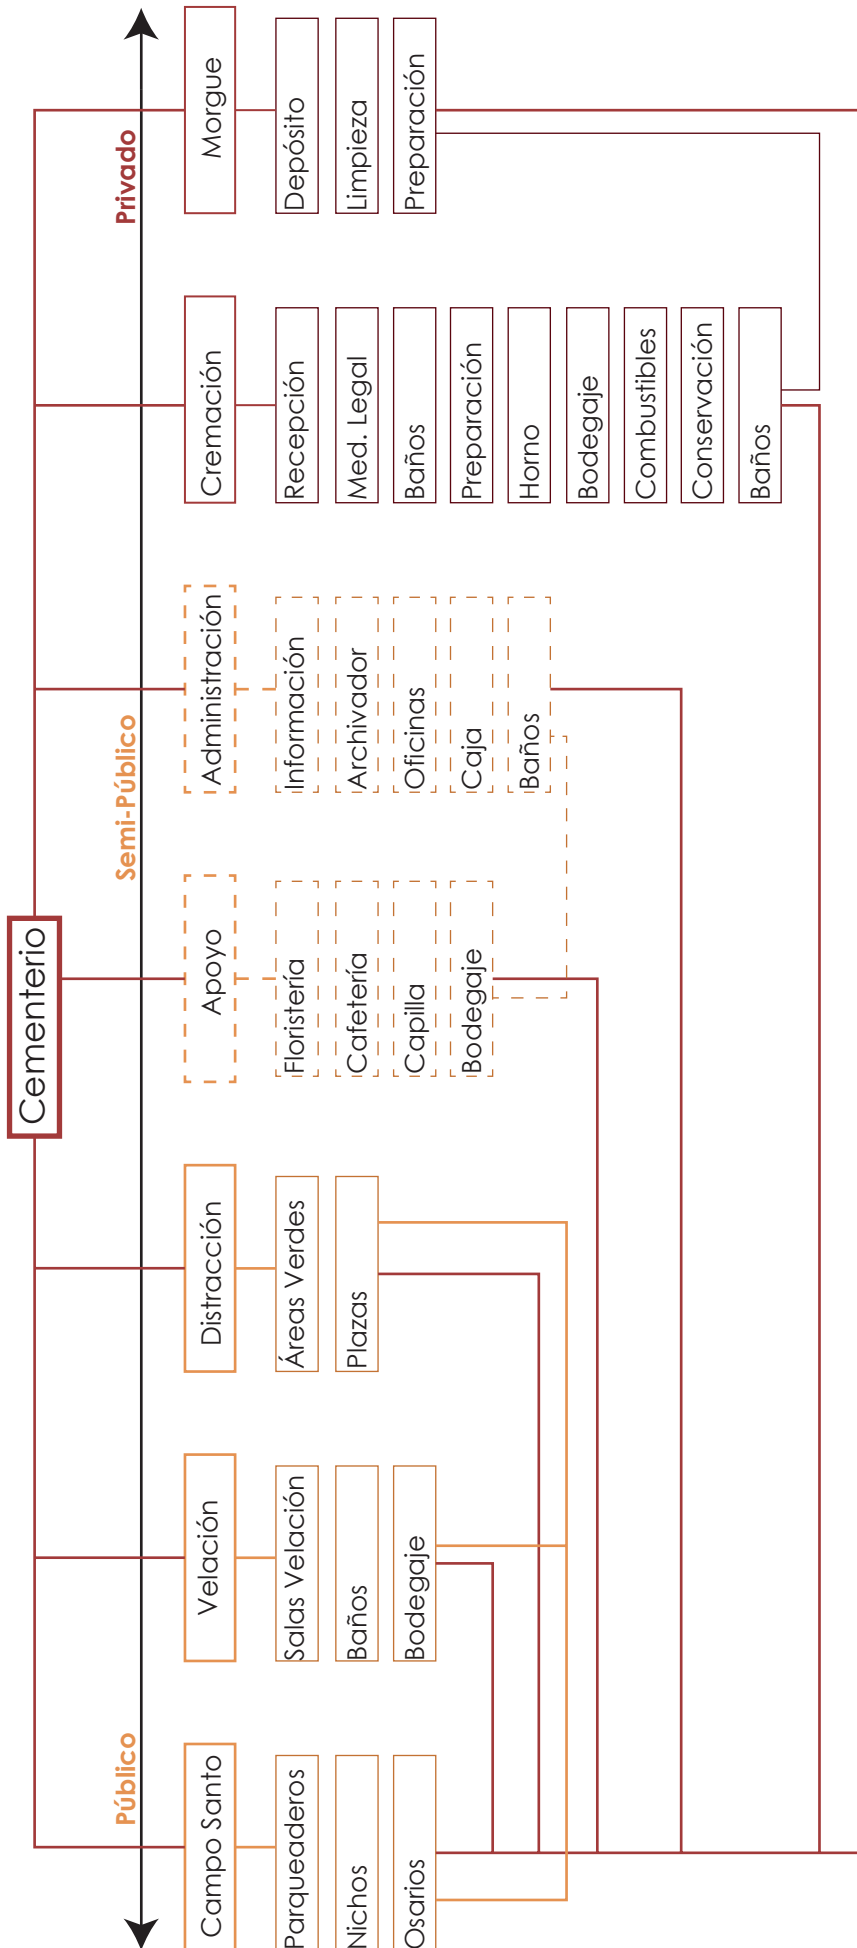 Cementerio
Público
Semi-Público
Privado
Campo Santo
Parqueaderos
Nichos
Osarios
Velación
Salas Velación
Baños
Bodegaje
Distracción
Áreas Verdes
Plazas
Apoyo
Floristería
Cafetería
Capilla
Bodegaje
Administración
Información
Archivador
Oficinas
Caja
Baños
Cremación
Recepción
Med. Legal
Baños
Preparación
Horno
Bodegaje
Combustibles
Conservación
Baños
Morgue
Depósito
Limpieza
Preparación